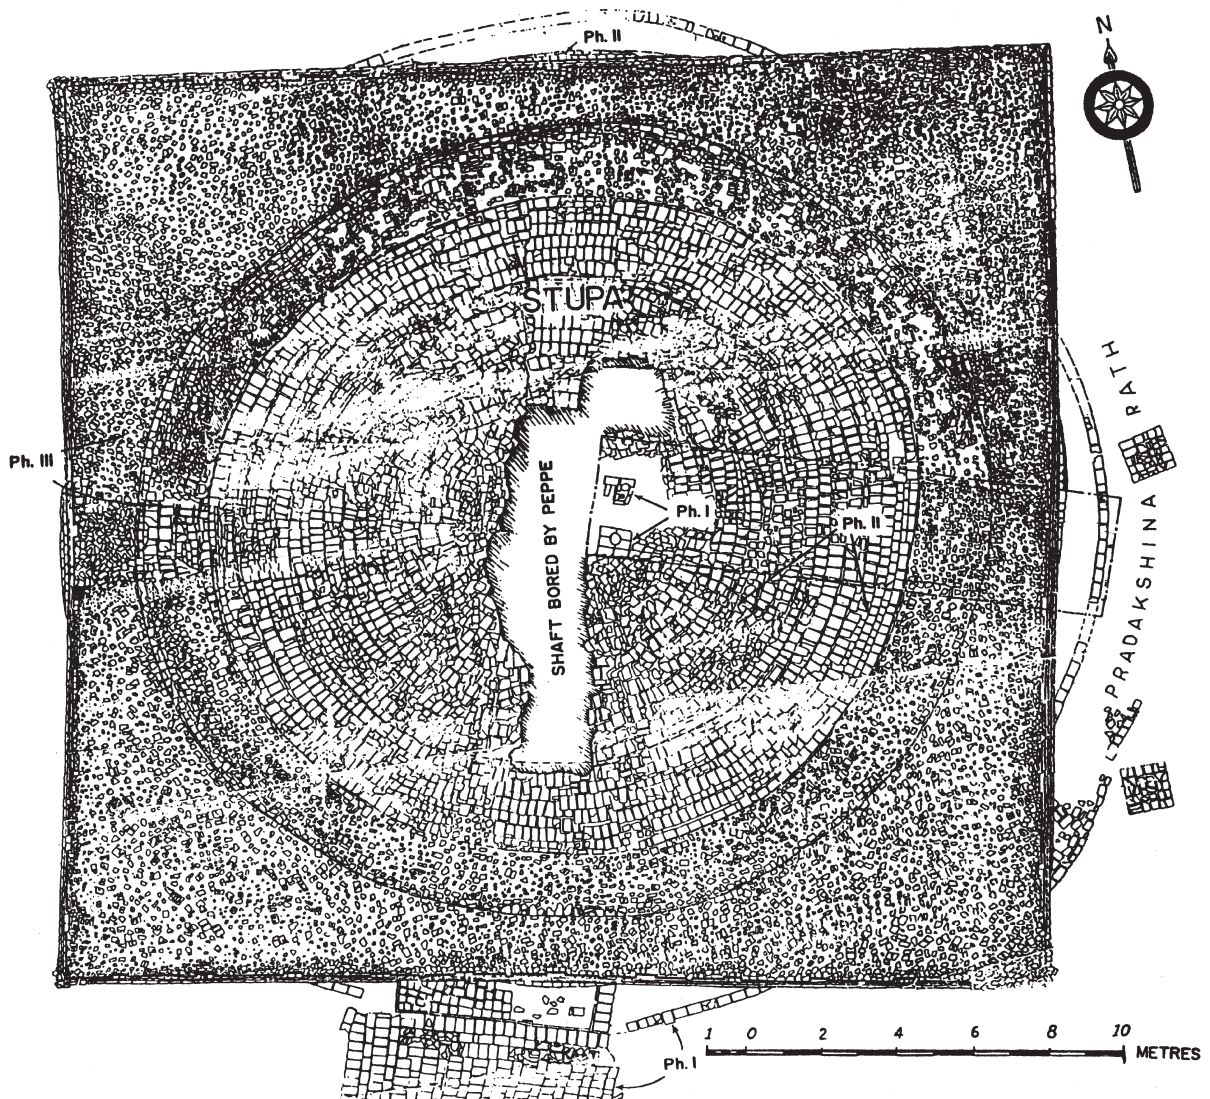 Ph. II
N
STUPA
PRADAKSHINA PATH
Ph. III
SHAFT BORED BY PEPPE
Ph. I
Ph. II
Ph. I
1 0 2 4 6 8 10
METRES